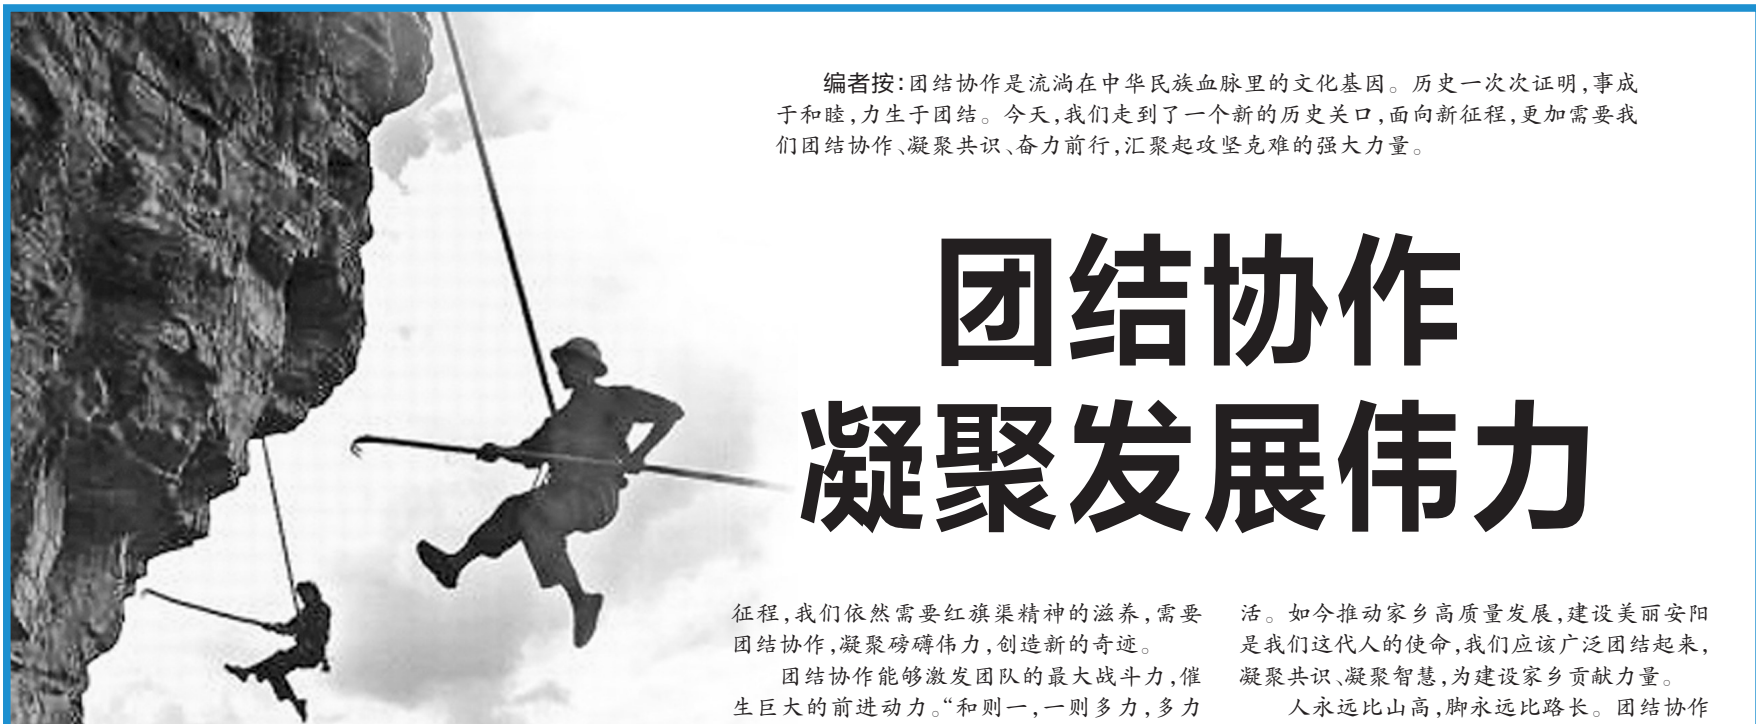 编者按:团结协作是流淌在中华民族血脉里的文化基因。历史一次次证明,事成
于和睦,力生于团结。今天,我们走到了一个新的历史关口,面向新征程,更加需要我
们团结协作、凝聚共识、奋力前行,汇聚起攻坚克难的强大力量。
团结协作
凝聚发展伟力
征程,我们依然需要红旗渠精神的滋养,需要
团结协作,凝聚磅礴伟力,创造新的奇迹。
团结协作能够激发团队的最大战斗力,催
生巨大的前进动力。“和则一,一则多力,多力
活。如今推动家乡高质量发展,建设美丽安阳
是我们这代人的使命,我们应该广泛团结起来,
凝聚共识、凝聚智慧,为建设家乡贡献力量。
人永远比山高,脚永远比路长。团结协作